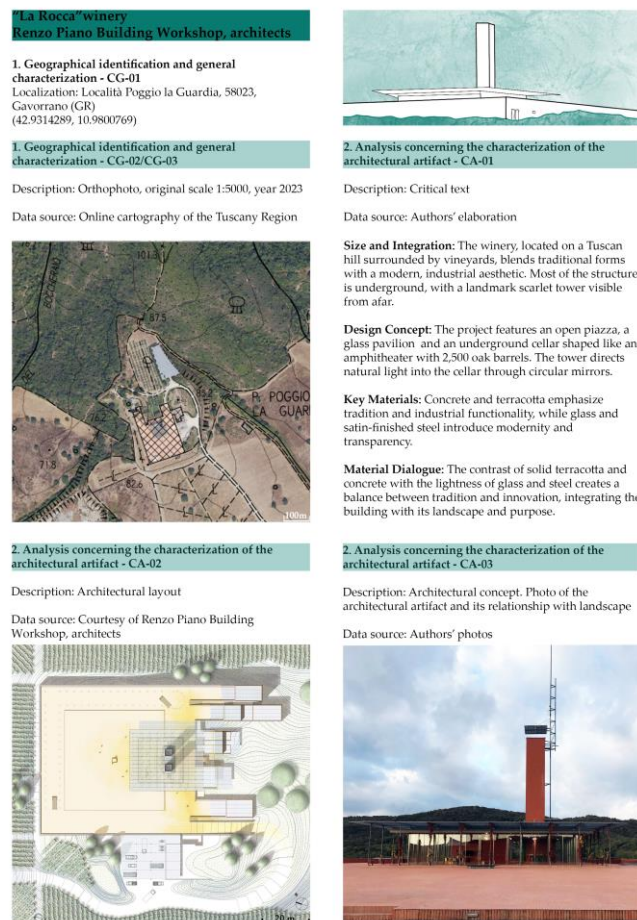 "La Rocca"winery
Renzo Piano Building Workshop, architects
1. Geographical identification and general
characterization - CG-01
Localization: Località Poggio la Guardia, 58023,
Gavorrano (GR)
(42.9314289, 10.9800769)
1. Geographical identification and general
characterization - CG-02/CG-03
Description: Orthophoto, original scale 1:5000, year 2023
Data source: Online cartography of the Tuscany Region
101.3
87.5
P. POGGIO
CA GUAR
71.8
82.6
100m
2. Analysis concerning the characterization of the
architectural artifact - CA-01
Description: Critical text
Data source: Authors' elaboration
Size and Integration: The winery, located on a Tuscan
hill surrounded by vineyards, blends traditional forms
with a modern, industrial aesthetic. Most of the structure
is underground, with a landmark scarlet tower visible
from afar.
Design Concept: The project features an open piazza, a
glass pavilion and an underground cellar shaped like an
amphitheater with 2,500 oak barrels. The tower directs
natural light into the cellar through circular mirrors.
Key Materials: Concrete and terracotta emphasize
tradition and industrial functionality, while glass and
satin-finished steel introduce modernity and
transparency.
Material Dialogue: The contrast of solid terracotta and
concrete with the lightness of glass and steel creates a
balance between tradition and innovation, integrating the
building with its landscape and purpose.
2. Analysis concerning the characterization of the
architectural artifact - CA-02
Description: Architectural layout
Data source: Courtesy of Renzo Piano Building
Workshop, architects
20 m
2. Analysis concerning the characterization of the
architectural artifact - CA-03
Description: Architectural concept. Photo of the
architectural artifact and its relationship with landscape
Data source: Authors' photos